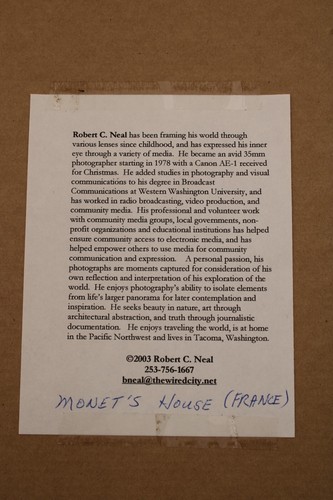 Robert C. Neal has been framing his world through
various lenses since childhood, and has expressed his inner
eye through a variety of media. He became an avid 35mm
photographer starting in 1978 with a Canon AE-1 received
for Christmas. He added studies in photography and visual
communications to his degree in Broadcast
Communications at Western Washington University, and
has worked in radio broadcasting, video production, and
community media. His professional and volunteer work
with community media groups, local governments, non-
profit organizations and educational institutions has helped
ensure community access to electronic media, and has
helped empower others to use media for community
communication and expression. A personal passion, his
photographs are moments captured for consideration of his
own reflection and interpretation of his exploration of the
world. He enjoys photography's ability to isolate elements
from life's larger panorama for later contemplation and
inspiration. He seeks beauty in nature, art through
architectural abstraction, and truth through journalistic
documentation. He enjoys traveling the world, is at home
in the Pacific Northwest and lives in Tacoma, Washington.
©2003 Robert C. Neal
253-756-1667
bneal@thewiredcity.net
MONET'S HOUSE (FRANCE)